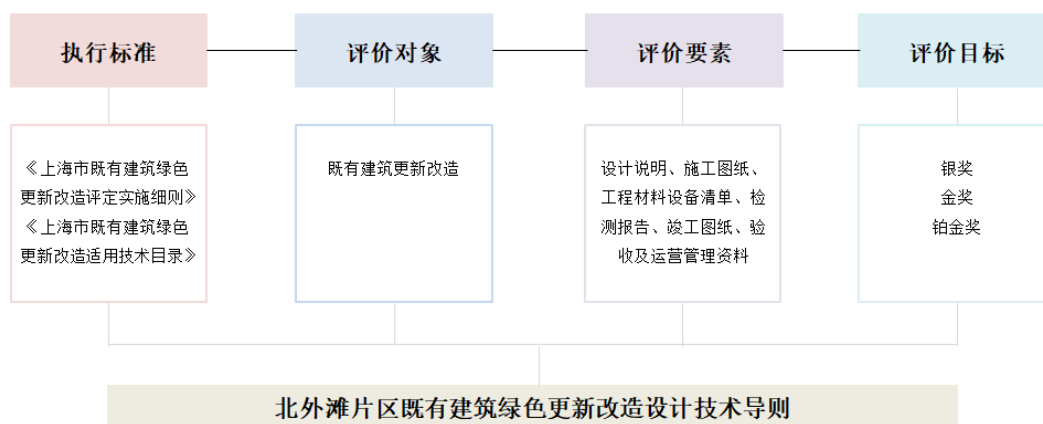 执行标准
评价对象
评价要素
评价目标
《上海市既有建筑绿色
更新改造评定实施细则》
《上海市既有建筑绿色
更新改造适用技术目录》
既有建筑更新改造
设计说明、施工图纸、
工程材料设备清单、检
测报告、竣工图纸、验
收及运营管理资料
银奖
金奖
铂金奖
北外滩片区既有建筑绿色更新改造设计技术导则